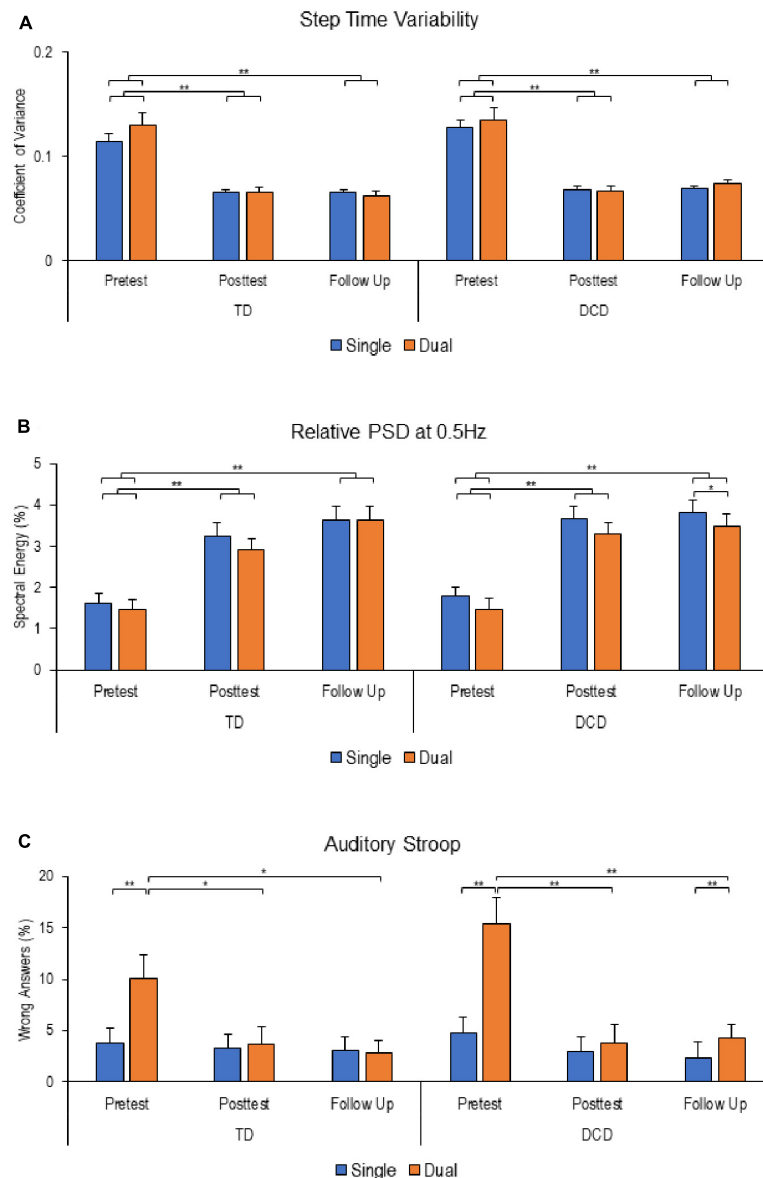 A
Step Time Variability
0.2
**
**
**
**
0.1
Coefficient of Variance
0
Pretest Posttest Follow Up Pretest Posttest Follow Up
TD DCD
Single Dual
B
Relative PSD at 0.5Hz
5
**
**
**
**
*
4
3
2
1
0
Spectral Energy (%)
Pretest Posttest Follow Up Pretest Posttest Follow Up
TD DCD
Single Dual
C
Auditory Stroop
20
*
**
** * ** ** **
15
10
5
0
Wrong Answers (%)
Pretest Posttest Follow Up Pretest Posttest Follow Up
TD DCD
Single Dual